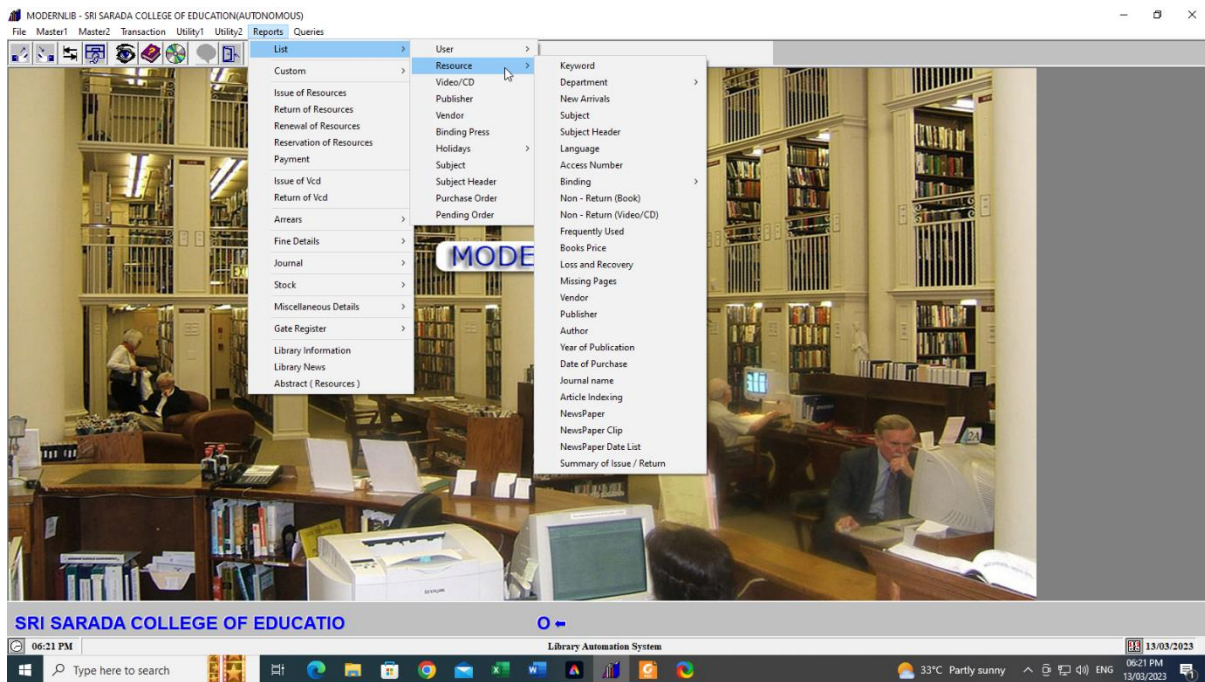 MODERNLIB - SRI SARADA COLLEGE OF EDUCATION(AUTONOMOUS)
File Master1 Master2 Transaction Utility1 Utility2 Reports Queries
List
Custom
Issue of Resources
Return of Resources
Renewal of Resources
Reservation of Resources
Payment
Issue of Vcd
Return of Vcd
Arrears
Fine Details
Journal
Stock
Miscellaneous Details
Gate Register
Library Information
Library News
Abstract ( Resources )
User
Resource
Video/CD
Publisher
Vendor
Binding Press
Holidays
Subject
Subject Header
Purchase Order
Pending Order
Keyword
Department
New Arrivals
Subject
Subject Header
Language
Access Number
Binding
Non - Return (Book)
Non - Return (Video/CD)
Frequently Used
Books Price
Loss and Recovery
Missing Pages
Vendor
Publisher
Author
Year of Publication
Date of Purchase
Journal name
Article Indexing
NewsPaper
NewsPaper Clip
NewsPaper Date List
Summary of Issue / Return
MODE
2A
SRI SARADA COLLEGE OF EDUCATIO O
06:21 PM Library Automation System 13/03/2023
Type here to search 33°C Partly sunny ENG 06:21 PM
13/03/2023